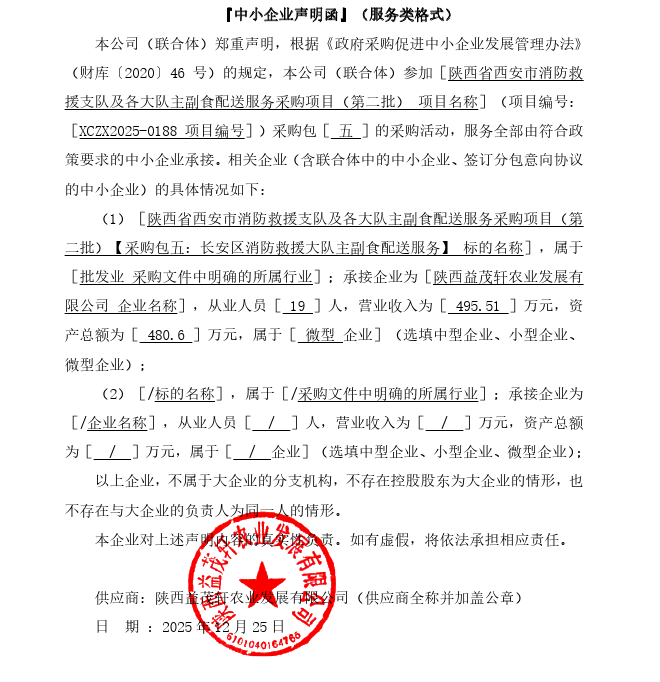 『中小企业声明函』（服务类格式）
本公司（联合体）郑重声明，根据《政府采购促进中小企业发展管理办法》
（财库〔2020〕46 号）的规定，本公司（联合体）参加［陕西省西安市消防救
援支队及各大队主副食配送服务采购项目（第二批） 项目名称］（项目编号：
［XCZX2025-0188 项目编号］）采购包［ 五 ］的采购活动，服务全部由符合政
策要求的中小企业承接。相关企业（含联合体中的中小企业、签订分包意向协议
的中小企业）的具体情况如下：
（1）［陕西省西安市消防救援支队及各大队主副食配送服务采购项目（第
二批）【采购包五：长安区消防救援大队主副食配送服务】 标的名称］，属于
［批发业 采购文件中明确的所属行业］；承接企业为［陕西益茂轩农业发展有
限公司 企业名称］，从业人员［ 19 ］人，营业收入为［ 495.51 ］万元，资
产总额为［ 480.6 ］万元，属于［ 微型 企业］（选填中型企业、小型企业、
微型企业）；
（2）［/标的名称］，属于［/采购文件中明确的所属行业］；承接企业为
［/企业名称］，从业人员［ / ］人，营业收入为［ / ］万元，资产总额
为［ / ］万元，属于［ / 企业］（选填中型企业、小型企业、微型企业）；
以上企业，不属于大企业的分支机构，不存在控股股东为大企业的情形，也
不存在与大企业的负责人为同一人的情形。
本企业对上述声明内容的真实性负责。如有虚假，将依法承担相应责任。
供应商：陕西益茂轩农业发展有限公司（供应商全称并加盖公章）
日 期：2025年12月25日
陕西益茂轩农业发展有限公司
6101040164766